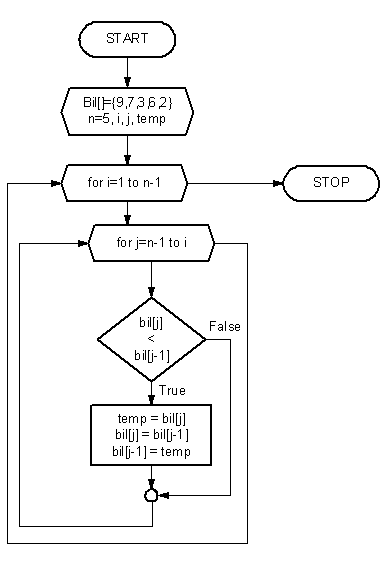 START
Bil[]={9,7,3,6,2}
n=5, i, j, temp
for i=1 to n-1
STOP
for j=n-1 to i
bil[j]
<
bil[j-1]
False
True
temp = bil[j]
bil[j] = bil[j-1]
bil[j-1] = temp